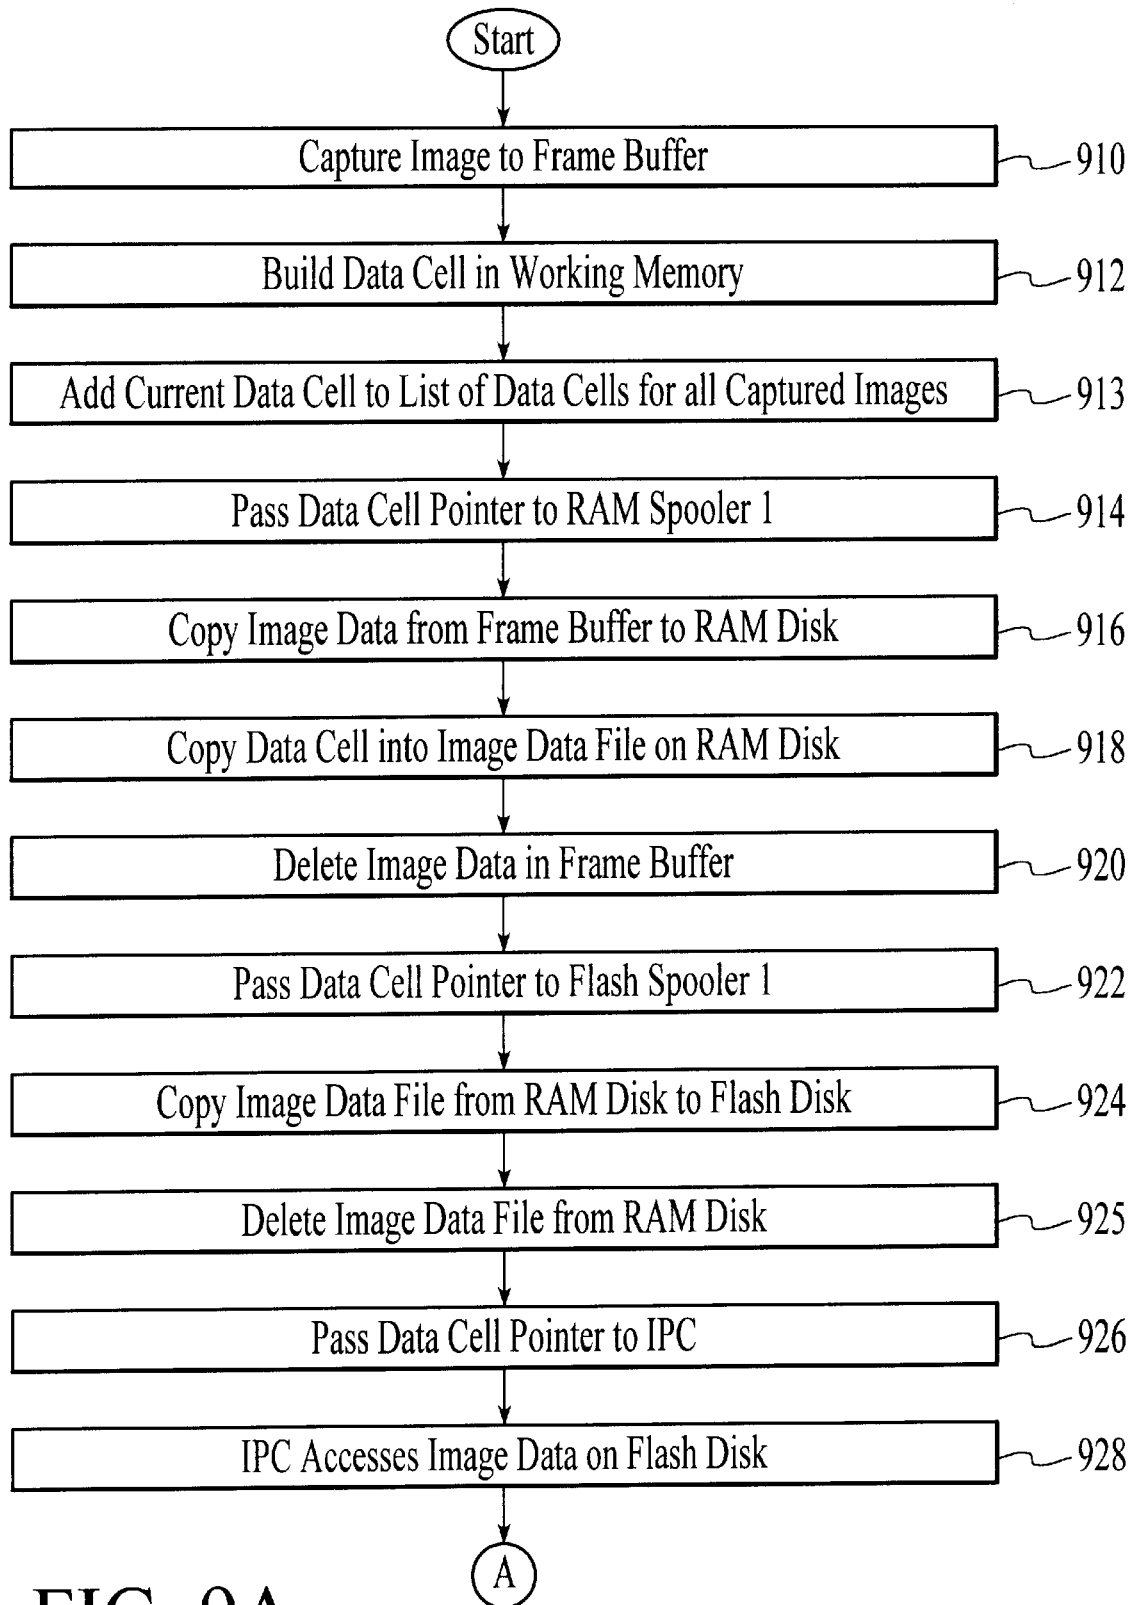 Start
Capture Image to Frame Buffer
910
Build Data Cell in Working Memory
912
Add Current Data Cell to List of Data Cells for all Captured Images
913
Pass Data Cell Pointer to RAM Spooler 1
914
Copy Image Data from Frame Buffer to RAM Disk
916
Copy Data Cell into Image Data File on RAM Disk
918
Delete Image Data in Frame Buffer
920
Pass Data Cell Pointer to Flash Spooler 1
922
Copy Image Data File from RAM Disk to Flash Disk
924
Delete Image Data File from RAM Disk
925
Pass Data Cell Pointer to IPC
926
IPC Accesses Image Data on Flash Disk
928
A
FIG. 9A